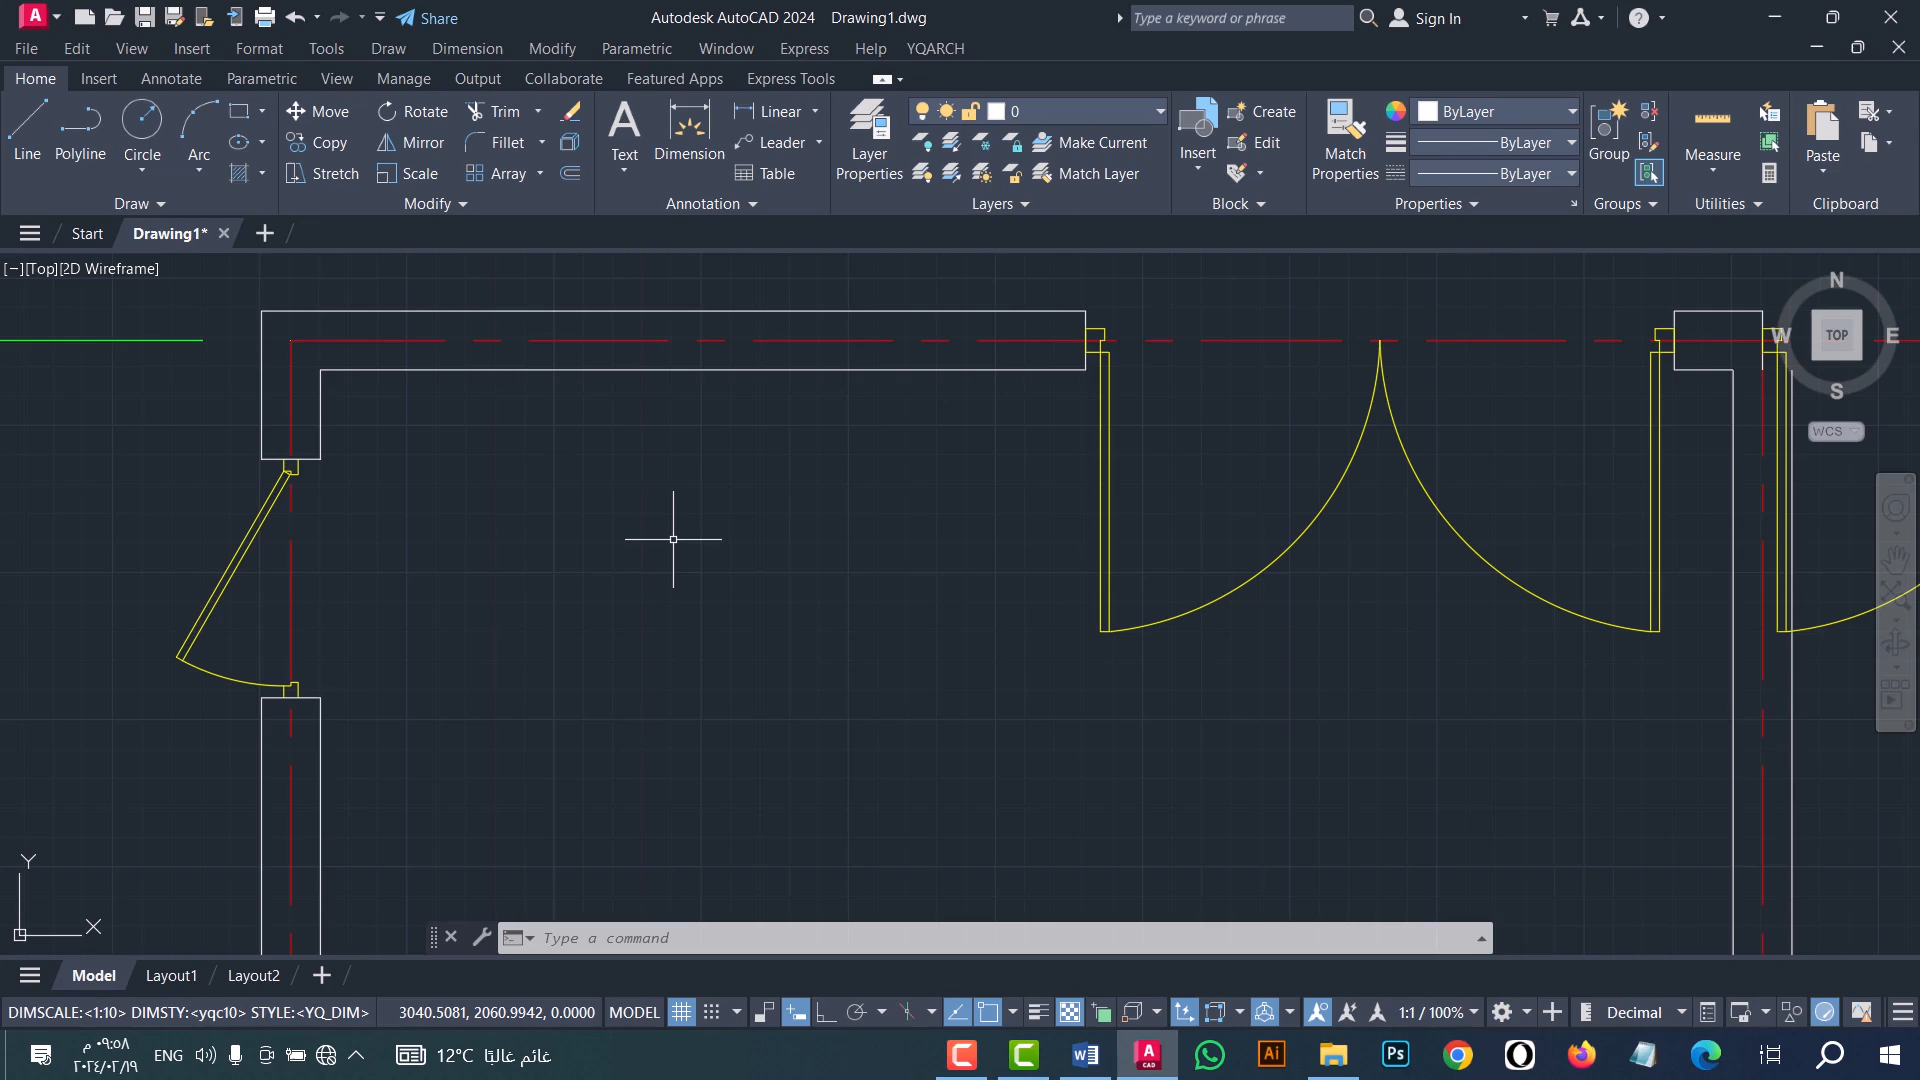 Share
Autodesk AutoCAD 2024 Drawing1.dwg
Type a keyword or phrase
Sign In
File Edit View Insert Format Tools Draw Dimension Modify Parametric Window Express Help YQARCH
Home Insert Annotate Parametric View Manage Output Collaborate Featured Apps Express Tools
Move Rotate Trim Linear 0 Create ByLayer
Copy Mirror Fillet Leader Make Current Edit ByLayer
Line Polyline Circle Arc Text Dimension Layer Properties Insert Match Properties Group Measure Paste
Stretch Scale Array Table Match Layer ByLayer
Draw Modify Annotation Layers Block Properties Groups Utilities Clipboard
Start Drawing1* +
[−][Top][2D Wireframe]
N
W TOP E
S
WCS
Y
X
Type a command
Model Layout1 Layout2 +
DIMSCALE:<1:10> DIMSTY:<yqc10> STYLE:<YQ_DIM> 3040.5081, 2060.9942, 0.0000 MODEL 1:1 / 100% Decimal
٠٩:٥٨ م
٢٠٢٤/٠٢/١٩
ENG
12°C غائم غالبًا
A CAD
Ai
Ps